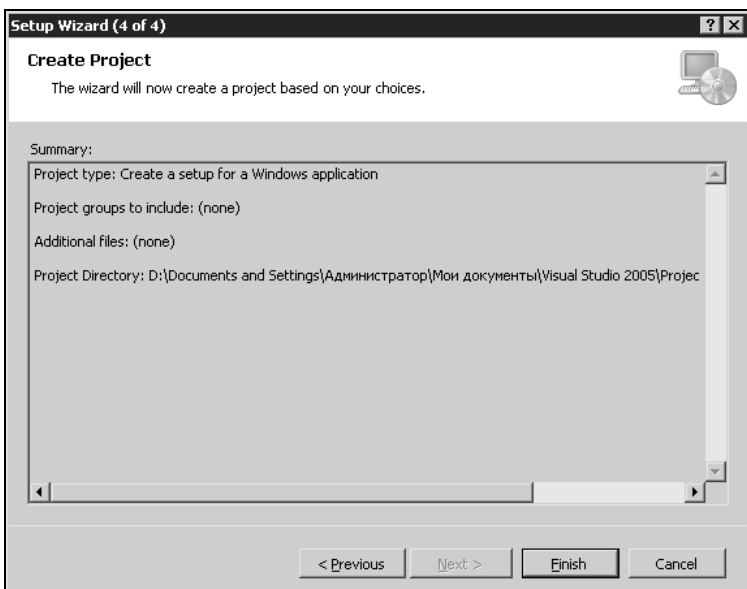 Setup Wizard (4 of 4)
Create Project
The wizard will now create a project based on your choices.
Summary:
Project type: Create a setup for a Windows application
Project groups to include: (none)
Additional files: (none)
Project Directory: D:\Documents and Settings\Администратор\Мои документы\Visual Studio 2005\Projec
< Previous Next > Finish Cancel